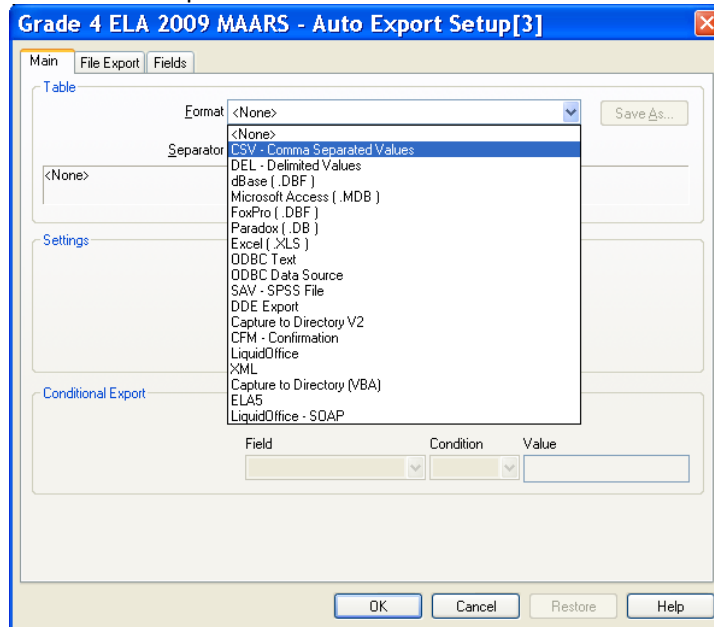 Grade 4 ELA 2009 MAARS - Auto Export Setup[3]
Main File Export Fields
Table
Format <None> Save As...
<None>
Separator CSV - Comma Separated Values
<None> DEL - Delimited Values
dBase ( .DBF )
Microsoft Access ( .MDB )
FoxPro ( .DBF )
Paradox ( .DB )
Settings Excel ( .XLS )
ODBC Text
ODBC Data Source
SAV - SPSS File
DDE Export
Capture to Directory V2
CFM - Confirmation
LiquidOffice
XML
Conditional Export Capture to Directory (VBA)
ELA5
LiquidOffice - SOAP
Field Condition Value
OK Cancel Restore Help